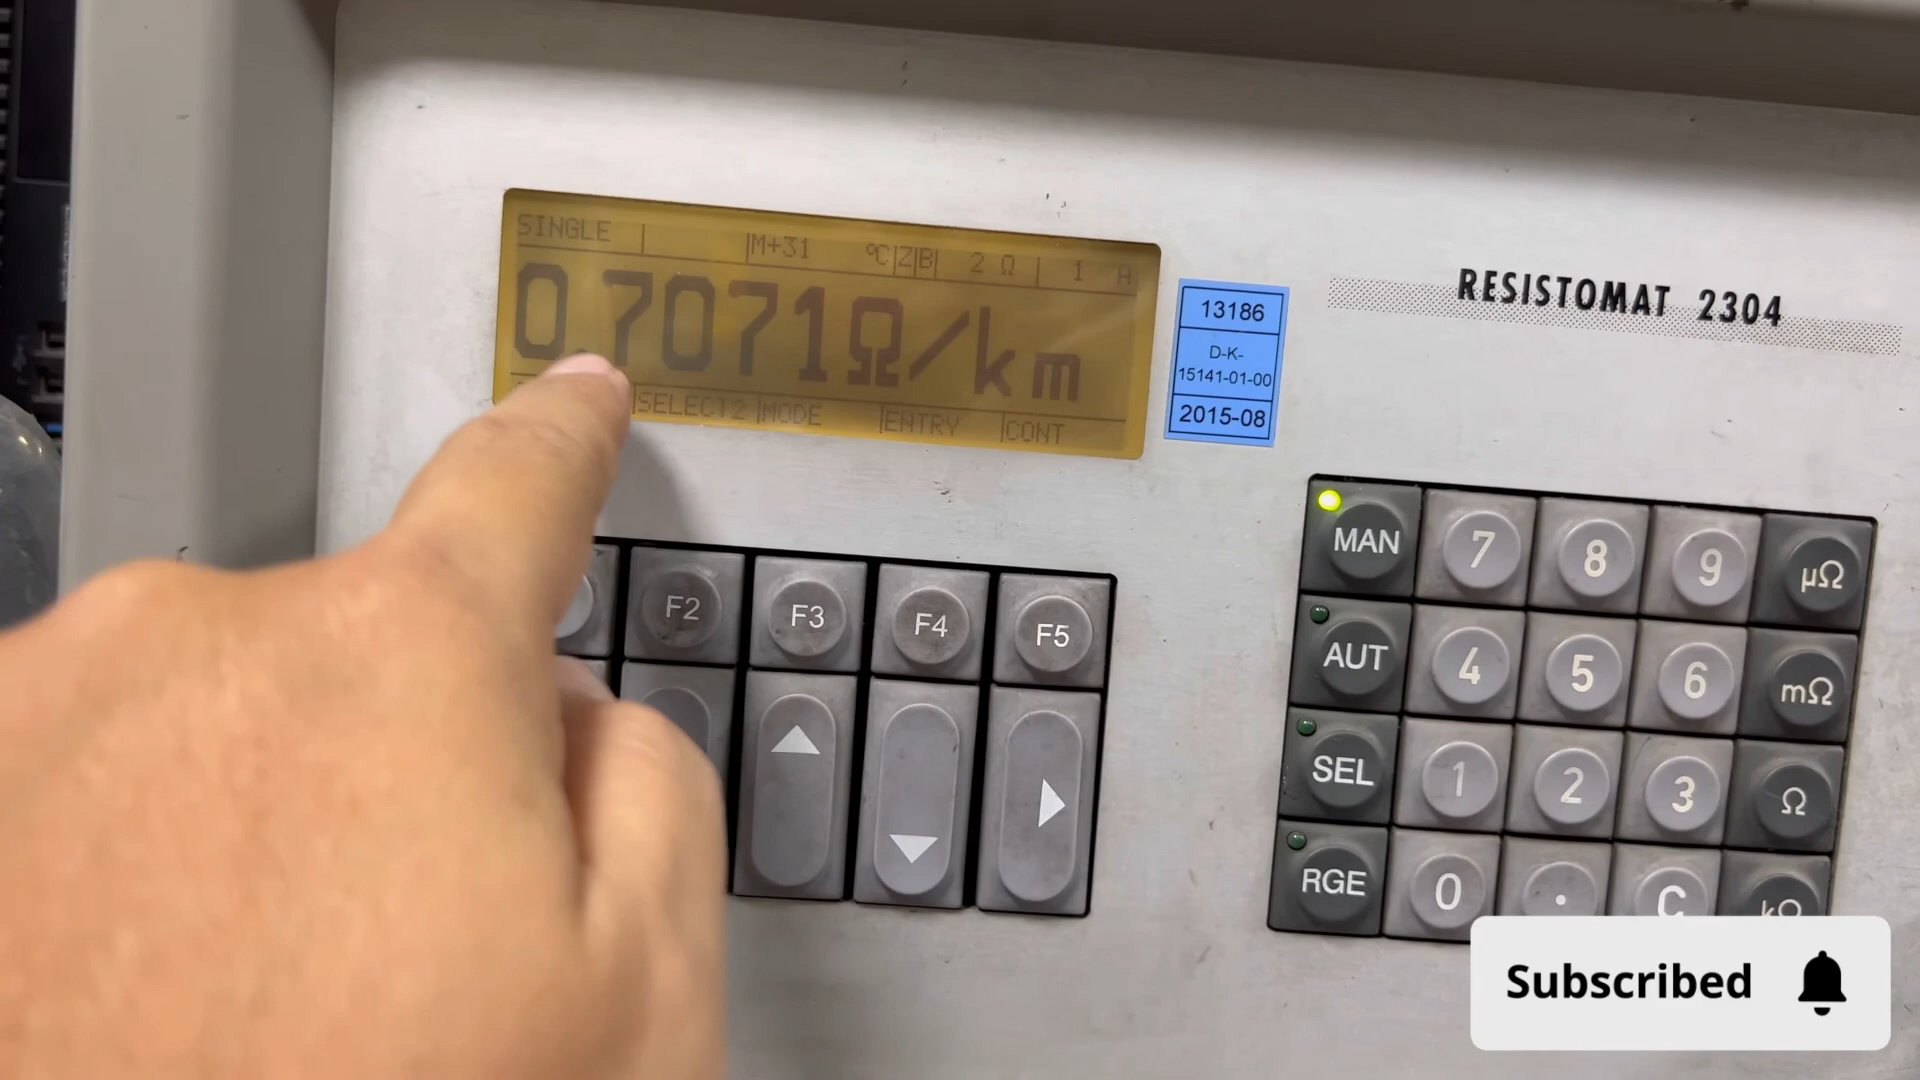 SINGLE M+31 ℃ Z B 2 Ω 1 A
0.7071Ω/km
SELECT2 MODE ENTRY CONT
13186
D-K-
15141-01-00
2015-08
RESISTOMAT 2304
F2 F3 F4 F5
MAN 7 8 9 µΩ
AUT 4 5 6 mΩ
SEL 1 2 3 Ω
RGE 0 . C kΩ
Subscribed